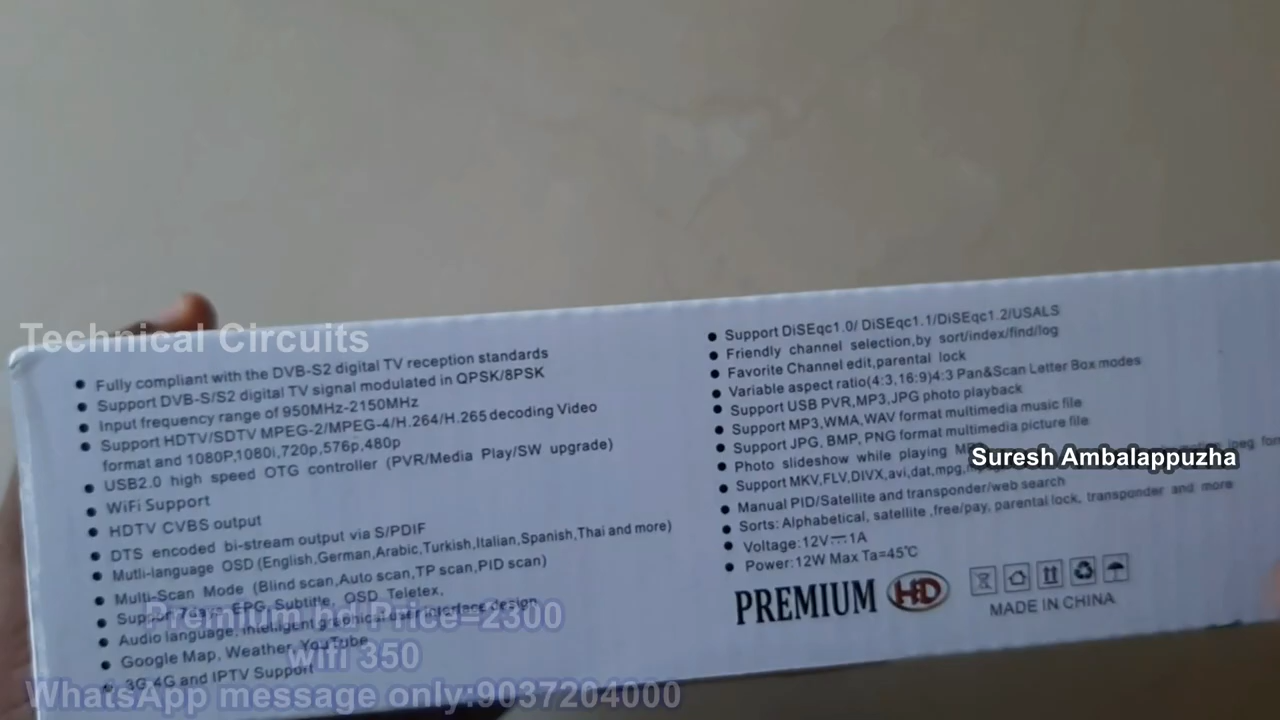 Technical Circuits
Fully compliant with the DVB-S2 digital TV reception standards
Support DVB-S/S2 digital TV signal modulated in QPSK/8PSK
Input frequency range of 950MHz-2150MHz
Support HDTV/SDTV MPEG-2/MPEG-4/H.264/H.265 decoding Video
format and 1080P,1080i,720p,576p,480p
USB2.0 high speed OTG controller (PVR/Media Play/SW upgrade)
WiFi Support
HDTV CVBS output
DTS encoded bi-stream output via S/PDIF
Mutli-language OSD (English,German,Arabic,Turkish,Italian,Spanish,Thai and more)
Multi-Scan Mode (Blind scan,Auto scan,TP scan,PID scan)
Support 7days EPG, Subtitle, OSD Teletex,
Audio language, intelligent graphical user interface design
Google Map, Weather, YouTube
3G,4G and IPTV Support
Support DiSEqc1.0/ DiSEqc1.1/DiSEqc1.2/USALS
Friendly channel selection,by sort/index/find/log
Favorite Channel edit,parental lock
Variable aspect ratio(4:3,16:9)4:3 Pan&Scan Letter Box modes
Support USB PVR,MP3,JPG photo playback
Support MP3,WMA,WAV format multimedia music file
Support JPG, BMP, PNG format multimedia picture file
Photo slideshow while playing
Support MKV,FLV,DIVX,avi,dat,mpg,
Manual PID/Satellite and transponder/web search
Sorts: Alphabetical, satellite ,free/pay, parental lock, transponder and more
Voltage:12V 1A
Power:12W Max Ta=45℃
PREMIUM HD
MADE IN CHINA
Suresh Ambalappuzha
Premium hd Price=2300
wifi 350
WhatsApp message only:9037204000